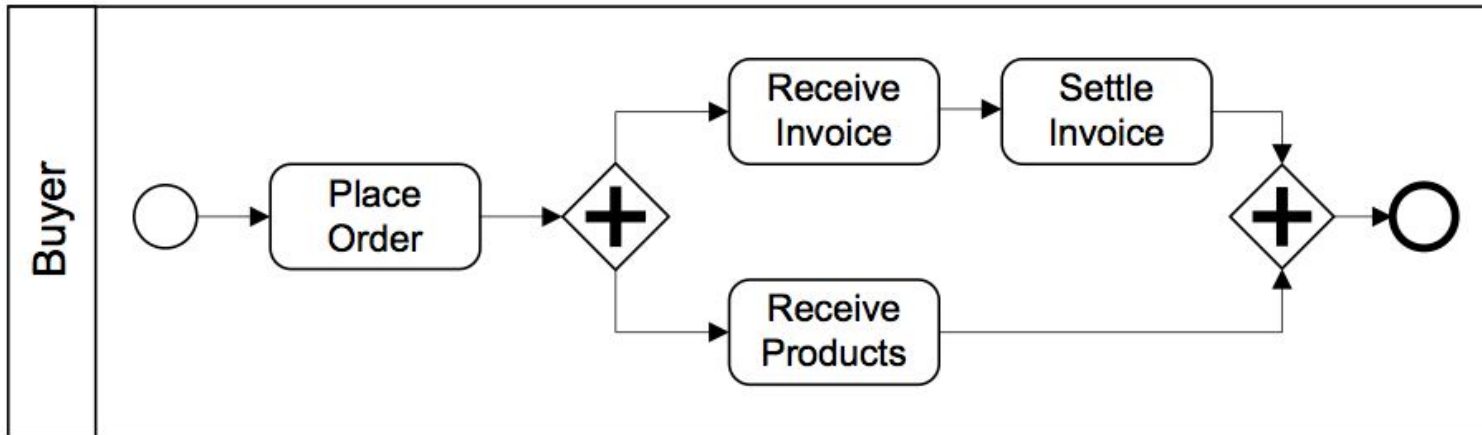 Buyer
Place
Order
Receive
Invoice
Settle
Invoice
Receive
Products